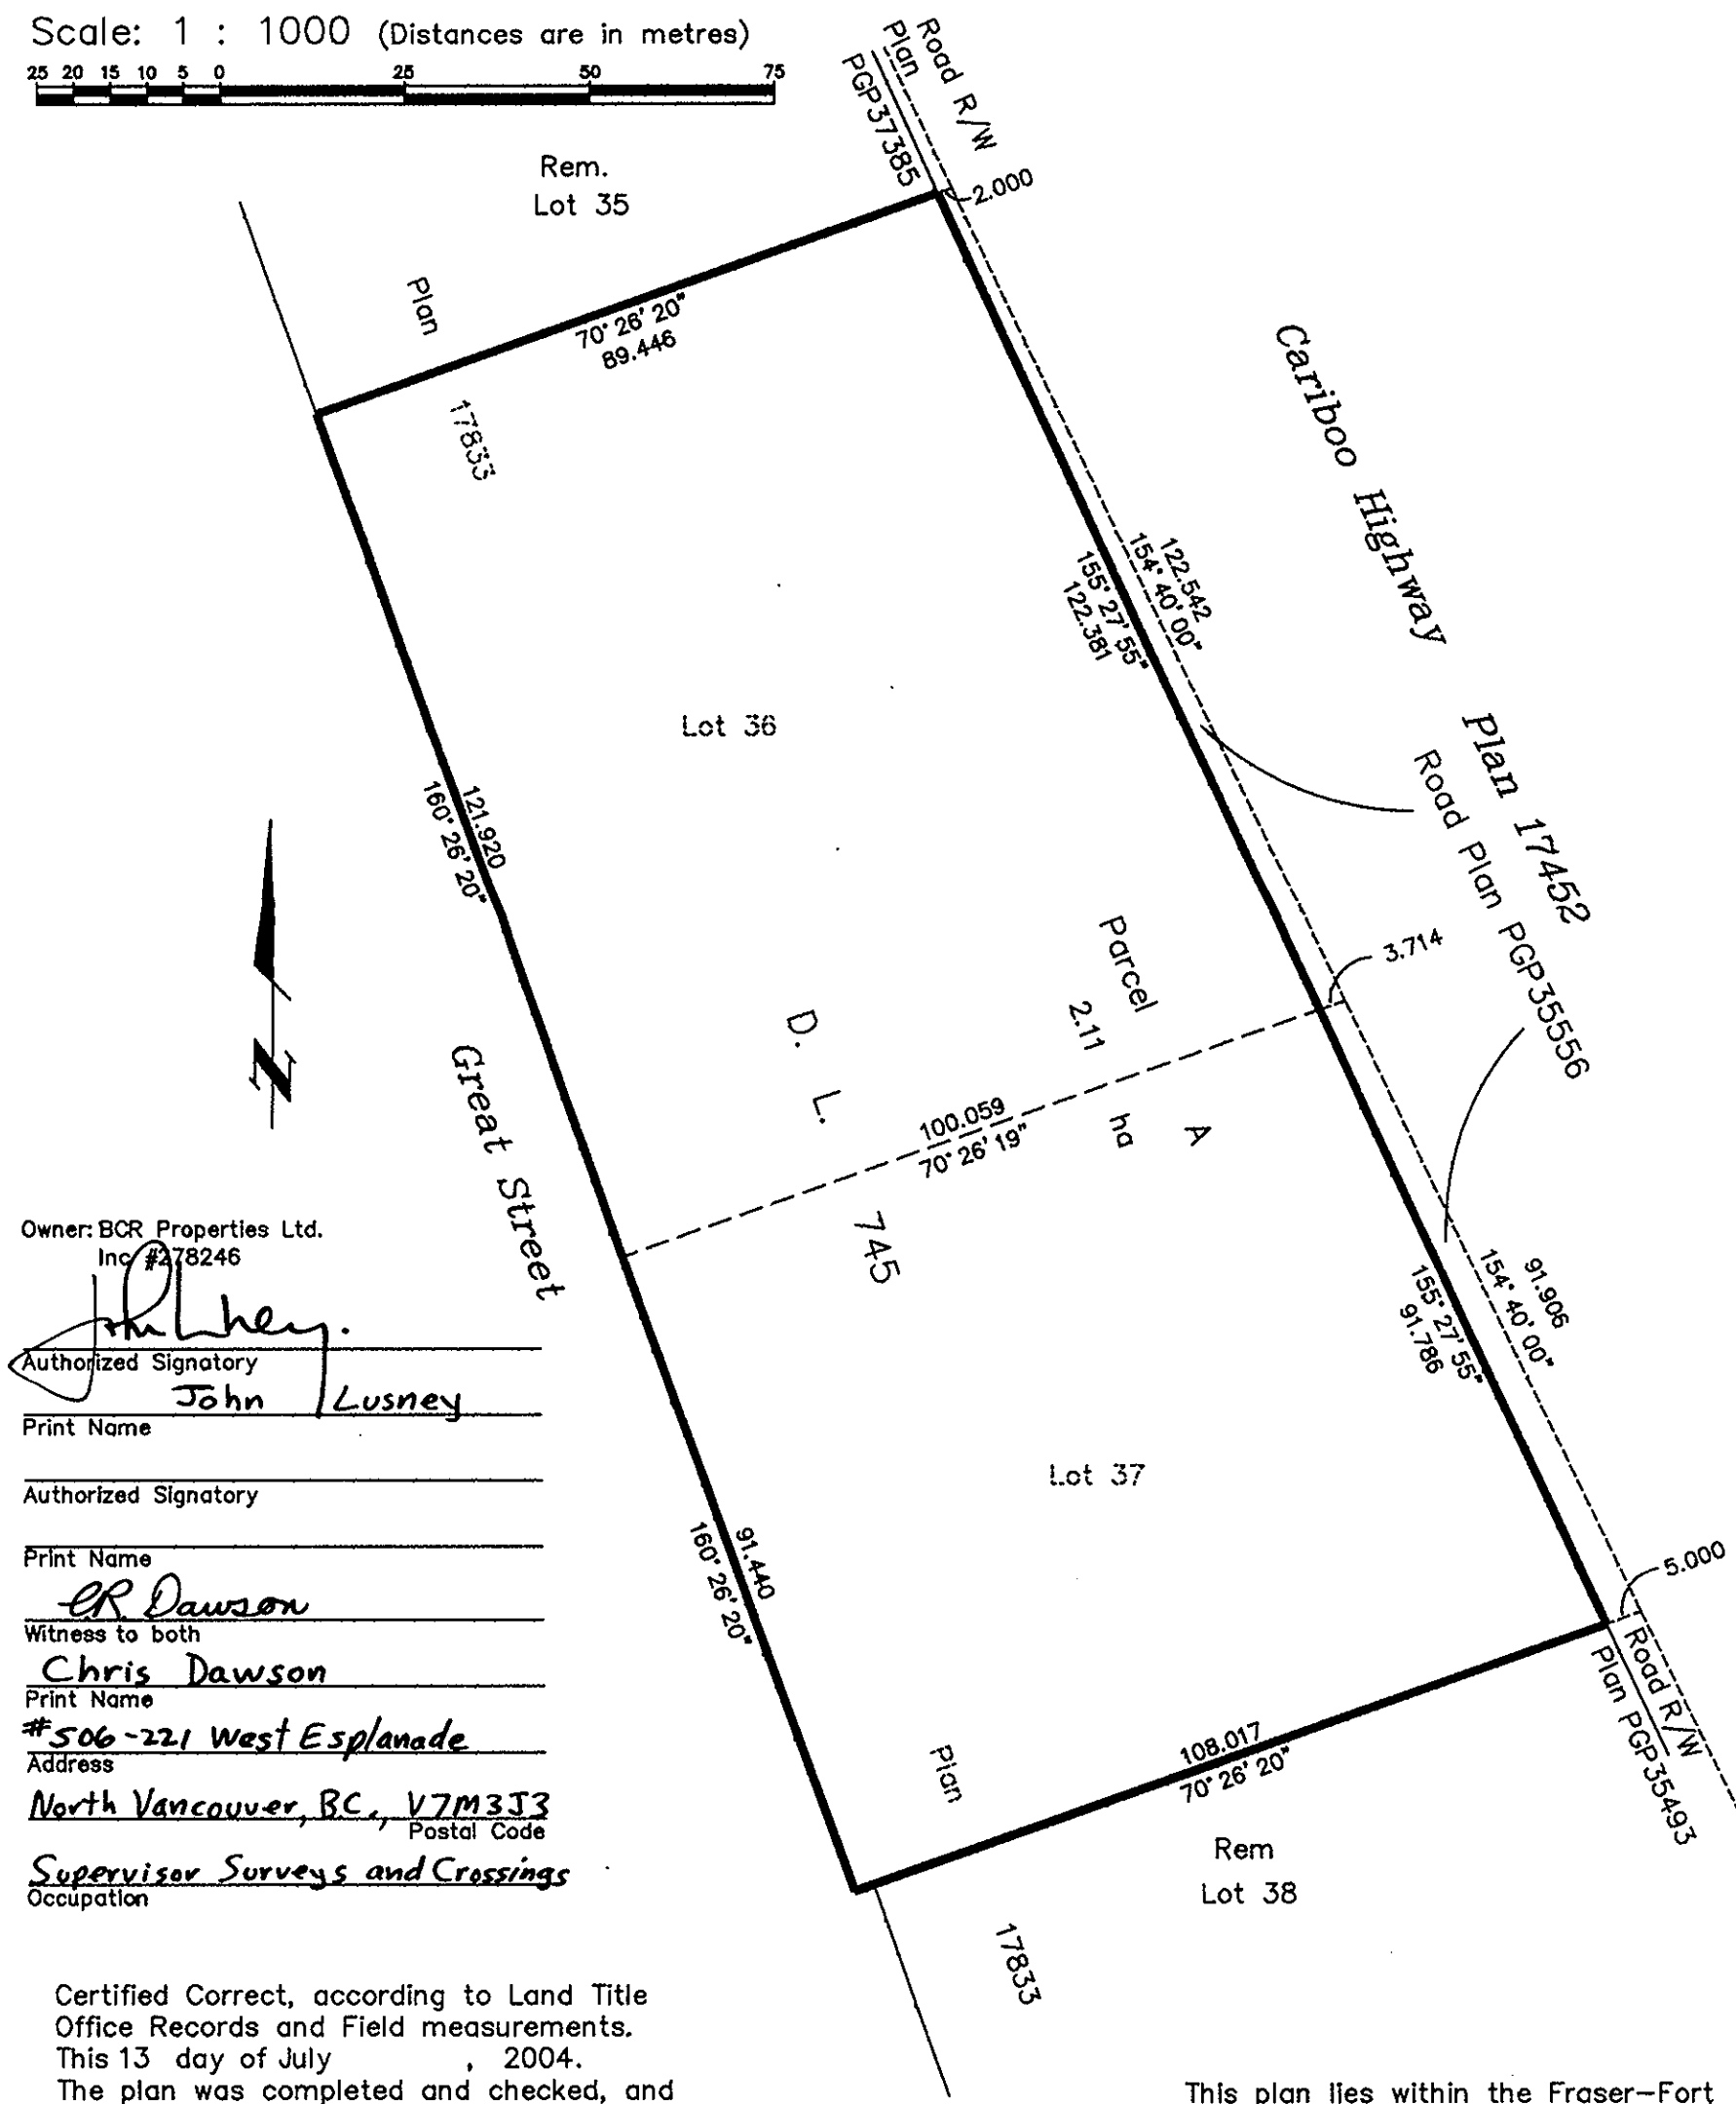 Scale: 1 : 1000 (Distances are in metres)
25 20 15 10 5 0 25 50 75
Rem.
Lot 35
Road R/W
Plan
PGP37385
2.000
Plan
17833
70° 26' 20"
89.446
Cariboo Highway
Plan 17452
122.542
154° 40' 00"
155° 27' 55"
122.381
Lot 36
121.920
160° 26' 20"
Road Plan PGP35556
3.714
Parcel
A
2.11
ha
D. L.
745
100.059
70° 26' 19"
N
Great Street
91.906
154° 40' 00"
155° 27' 55"
91.786
Lot 37
91.440
160° 26' 20"
5.000
Road R/W
Plan PGP35493
108.017
70° 26' 20"
Plan
17833
Rem
Lot 38
Owner: BCR Properties Ltd.
Inc #278246
Authorized Signatory
John Lusney
Print Name
Authorized Signatory
Print Name
C.R. Dawson
Witness to both
Chris Dawson
Print Name
#506-221 West Esplanade
Address
North Vancouver, B.C., V7M3J3
Postal Code
Supervisor Surveys and Crossings
Occupation
Certified Correct, according to Land Title
Office Records and Field measurements.
This 13 day of July , 2004.
The plan was completed and checked, and
This plan lies within the Fraser-Fort